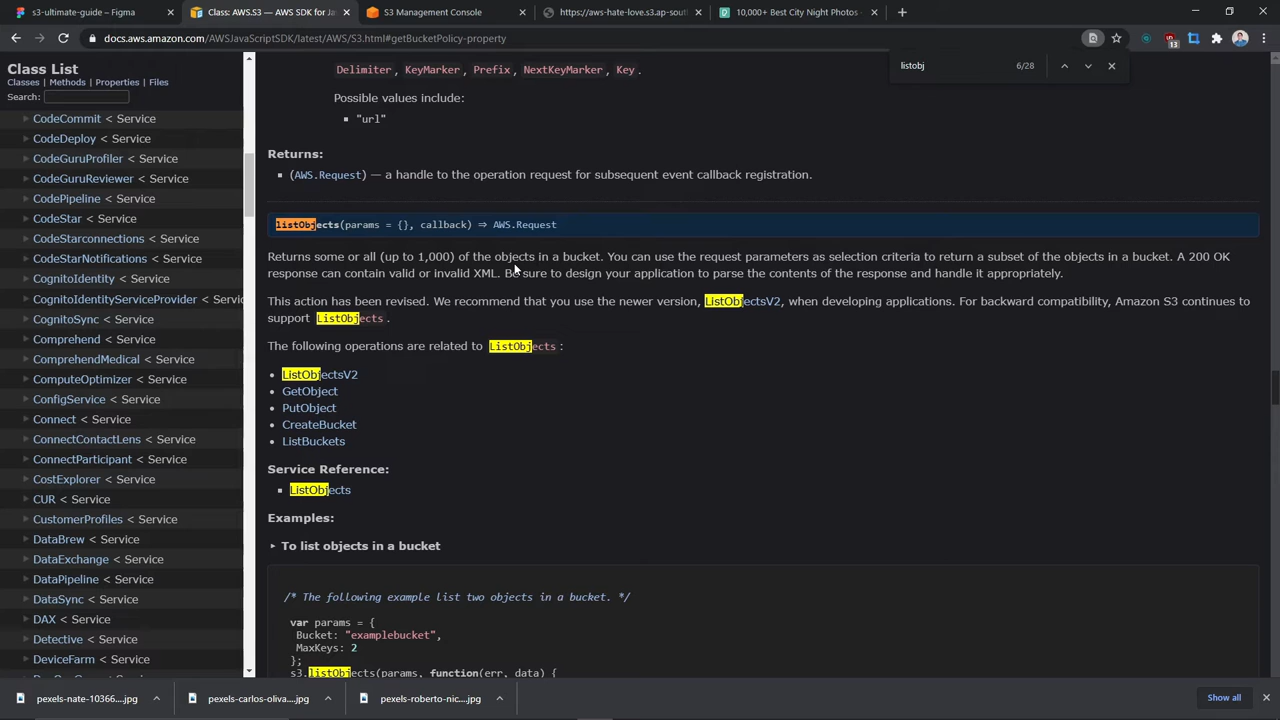 s3-ultimate-guide – Figma
Class: AWS.S3 — AWS SDK for Ja
S3 Management Console
https://aws-hate-love.s3.ap-sout
10,000+ Best City Night Photos ·
docs.aws.amazon.com/AWSJavaScriptSDK/latest/AWS/S3.html#getBucketPolicy-property
13
listobj
6/28
Class List
Classes | Methods | Properties | Files
Search:
CodeCommit < Service
CodeDeploy < Service
CodeGuruProfiler < Service
CodeGuruReviewer < Service
CodePipeline < Service
CodeStar < Service
CodeStarconnections < Service
CodeStarNotifications < Service
CognitoIdentity < Service
CognitoIdentityServiceProvider < Service
CognitoSync < Service
Comprehend < Service
ComprehendMedical < Service
ComputeOptimizer < Service
ConfigService < Service
Connect < Service
ConnectContactLens < Service
ConnectParticipant < Service
CostExplorer < Service
CUR < Service
CustomerProfiles < Service
DataBrew < Service
DataExchange < Service
DataPipeline < Service
DataSync < Service
DAX < Service
Detective < Service
DeviceFarm < Service
Delimiter, KeyMarker, Prefix, NextKeyMarker, Key.
Possible values include:
"url"
Returns:
(AWS.Request) — a handle to the operation request for subsequent event callback registration.
listObjects(params = {}, callback) ⇒ AWS.Request
Returns some or all (up to 1,000) of the objects in a bucket. You can use the request parameters as selection criteria to return a subset of the objects in a bucket. A 200 OK
response can contain valid or invalid XML. Be sure to design your application to parse the contents of the response and handle it appropriately.
This action has been revised. We recommend that you use the newer version, ListObjectsV2, when developing applications. For backward compatibility, Amazon S3 continues to
support ListObjects.
The following operations are related to ListObjects:
ListObjectsV2
GetObject
PutObject
CreateBucket
ListBuckets
Service Reference:
ListObjects
Examples:
To list objects in a bucket
/* The following example list two objects in a bucket. */
var params = {
Bucket: "examplebucket",
MaxKeys: 2
};
s3.listObjects(params, function(err, data) {
pexels-nate-10366....jpg
pexels-carlos-oliva....jpg
pexels-roberto-nic....jpg
Show all